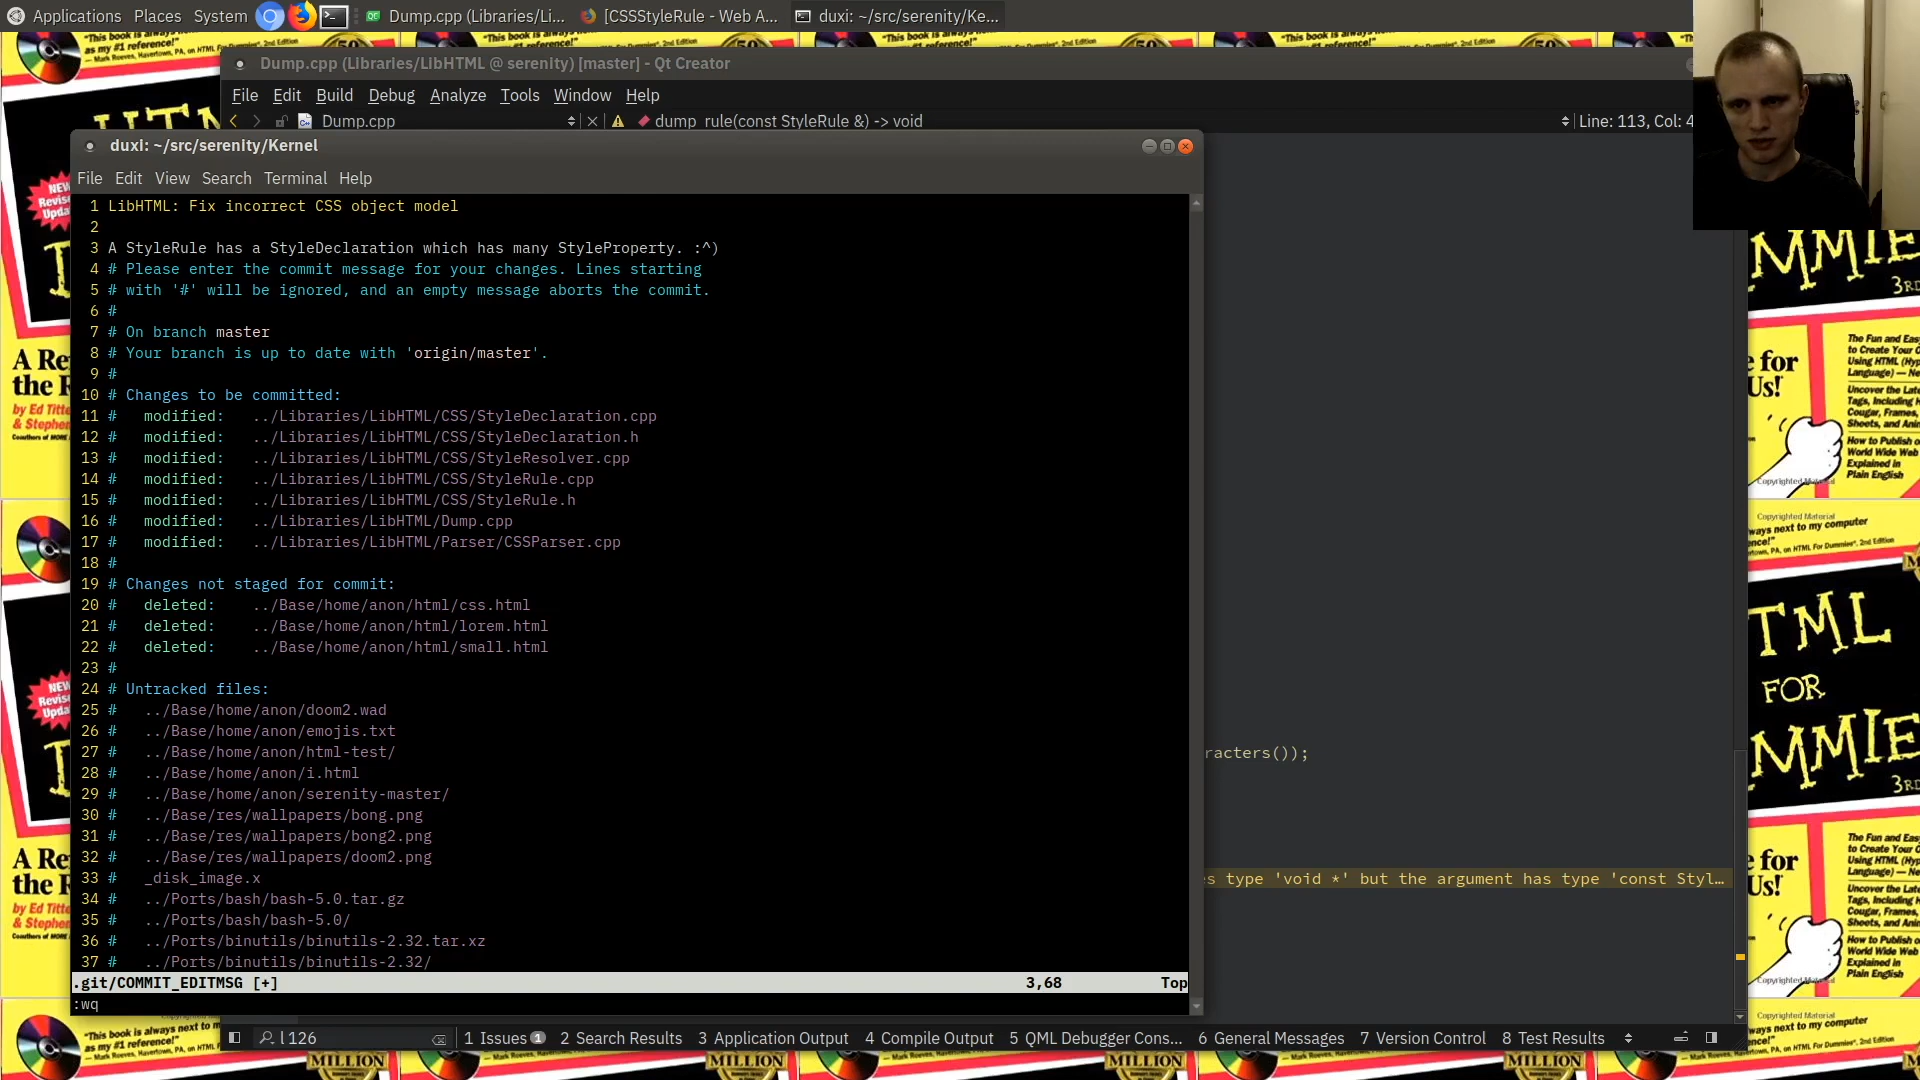 Applications Places System
Dump.cpp (Libraries/Li...
[CSSStyleRule - Web A...
duxi: ~/src/serenity/Ke...
Dump.cpp (Libraries/LibHTML @ serenity) [master] - Qt Creator
File Edit Build Debug Analyze Tools Window Help
Dump.cpp
dump_rule(const StyleRule &) -> void
Line: 113, Col: 4
duxi: ~/src/serenity/Kernel
File Edit View Search Terminal Help
1 LibHTML: Fix incorrect CSS object model
2
3 A StyleRule has a StyleDeclaration which has many StyleProperty. :^)
4 # Please enter the commit message for your changes. Lines starting
5 # with '#' will be ignored, and an empty message aborts the commit.
6 #
7 # On branch master
8 # Your branch is up to date with 'origin/master'.
9 #
10 # Changes to be committed:
11 # modified: ../Libraries/LibHTML/CSS/StyleDeclaration.cpp
12 # modified: ../Libraries/LibHTML/CSS/StyleDeclaration.h
13 # modified: ../Libraries/LibHTML/CSS/StyleResolver.cpp
14 # modified: ../Libraries/LibHTML/CSS/StyleRule.cpp
15 # modified: ../Libraries/LibHTML/CSS/StyleRule.h
16 # modified: ../Libraries/LibHTML/Dump.cpp
17 # modified: ../Libraries/LibHTML/Parser/CSSParser.cpp
18 #
19 # Changes not staged for commit:
20 # deleted: ../Base/home/anon/html/css.html
21 # deleted: ../Base/home/anon/html/lorem.html
22 # deleted: ../Base/home/anon/html/small.html
23 #
24 # Untracked files:
25 # ../Base/home/anon/doom2.wad
26 # ../Base/home/anon/emojis.txt
27 # ../Base/home/anon/html-test/
28 # ../Base/home/anon/i.html
29 # ../Base/home/anon/serenity-master/
30 # ../Base/res/wallpapers/bong.png
31 # ../Base/res/wallpapers/bong2.png
32 # ../Base/res/wallpapers/doom2.png
33 # _disk_image.x
34 # ../Ports/bash/bash-5.0.tar.gz
35 # ../Ports/bash/bash-5.0/
36 # ../Ports/binutils/binutils-2.32.tar.xz
37 # ../Ports/binutils/binutils-2.32/
.git/COMMIT_EDITMSG [+] 3,68 Top
:wq
racters());
s type 'void *' but the argument has type 'const Styl...
l 126
1 Issues 1
2 Search Results
3 Application Output
4 Compile Output
5 QML Debugger Cons...
6 General Messages
7 Version Control
8 Test Results
as my #1 reference!"
FOR
3RD
The Fun and Easy
Copyrighted Material
MILLION